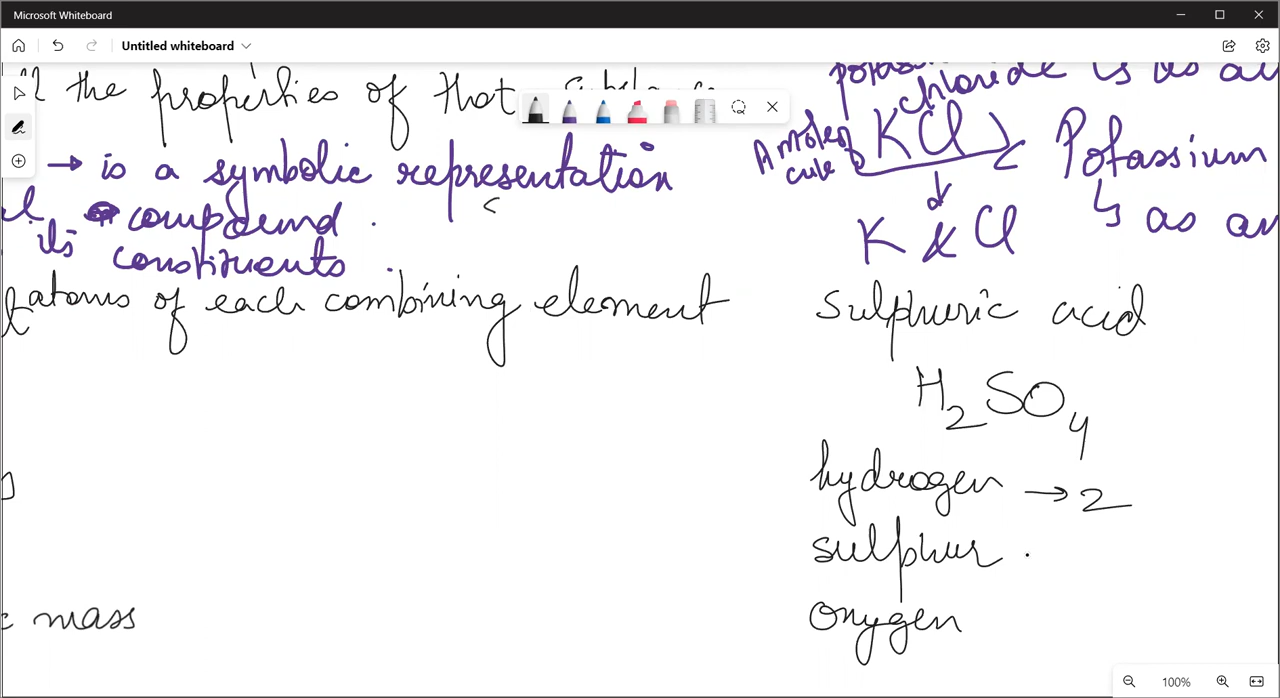 Microsoft Whiteboard
Untitled whiteboard
the properties of that
→ is a symbolic representation
compound .
its
constituents .
atoms of each combining element
mass
chloride is as
A molecule KCl
Potassium
K & Cl
↳ as
Sulphuric acid
H2SO4
hydrogen → 2
sulphur .
oxygen
100%